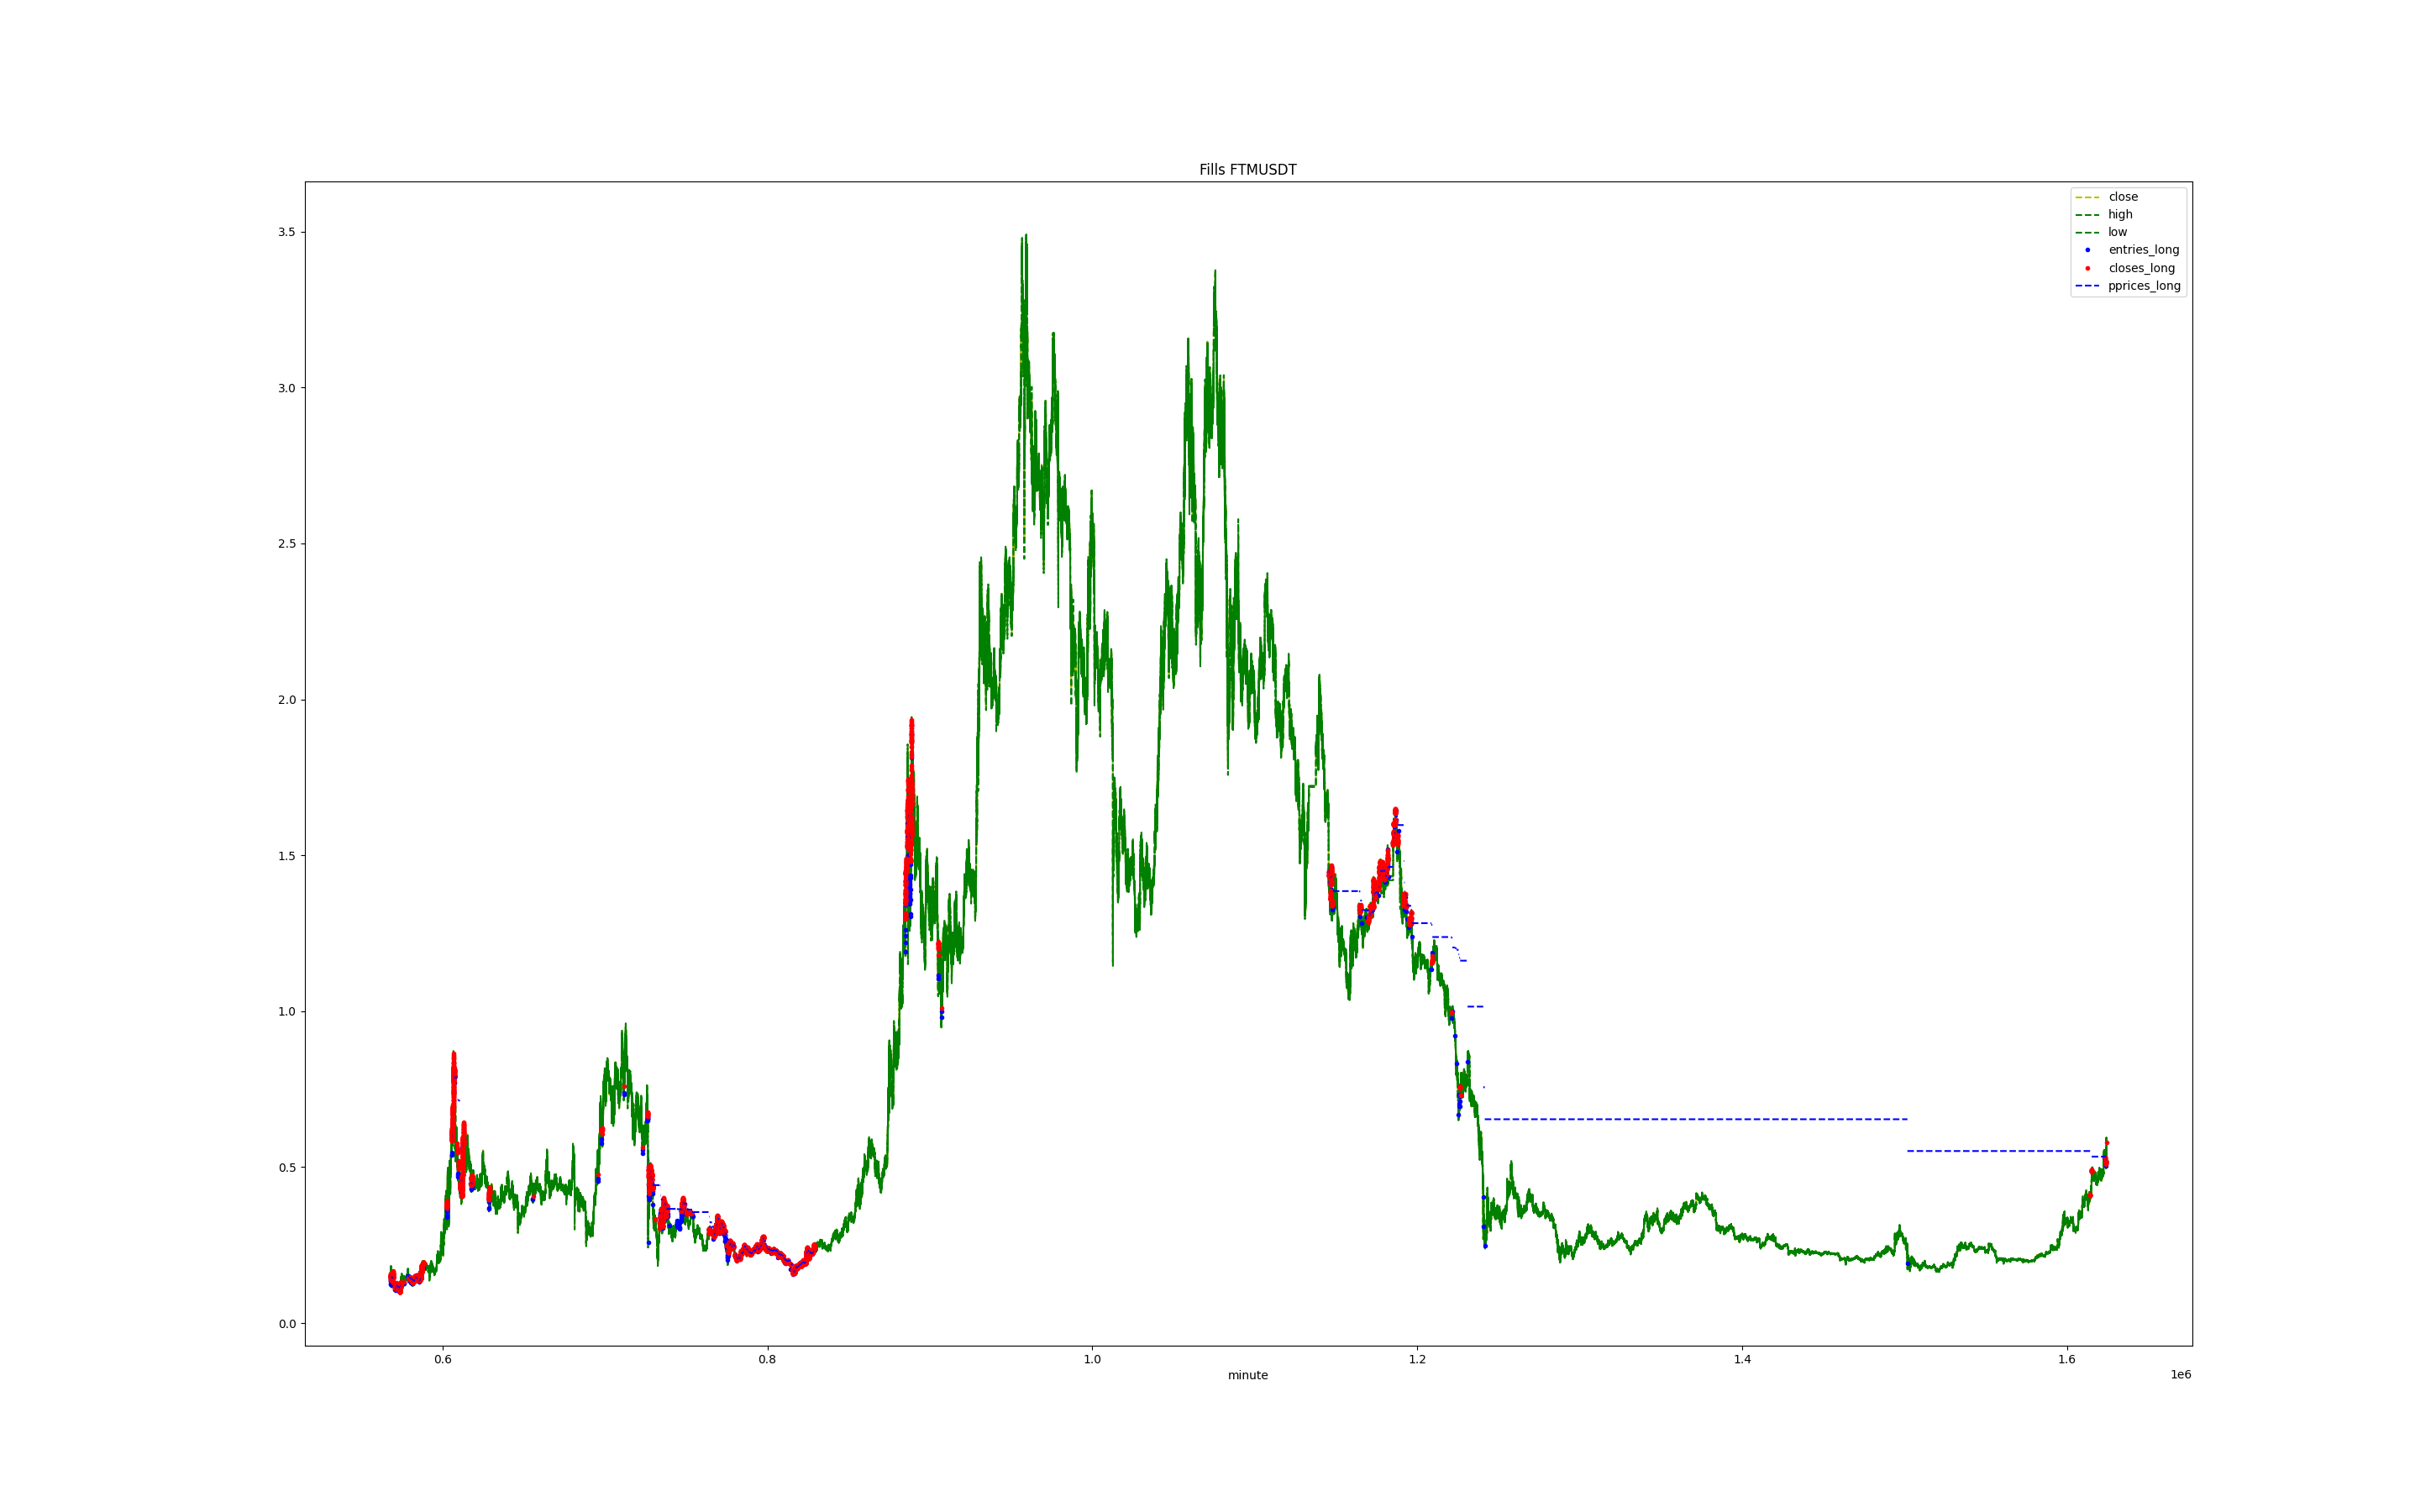 Fills FTMUSDT
close
high
low
entries_long
closes_long
pprices_long
3.5
3.0
2.5
2.0
1.5
1.0
0.5
0.0
0.6
0.8
1.0
1.2
1.4
1.6
minute
1e6